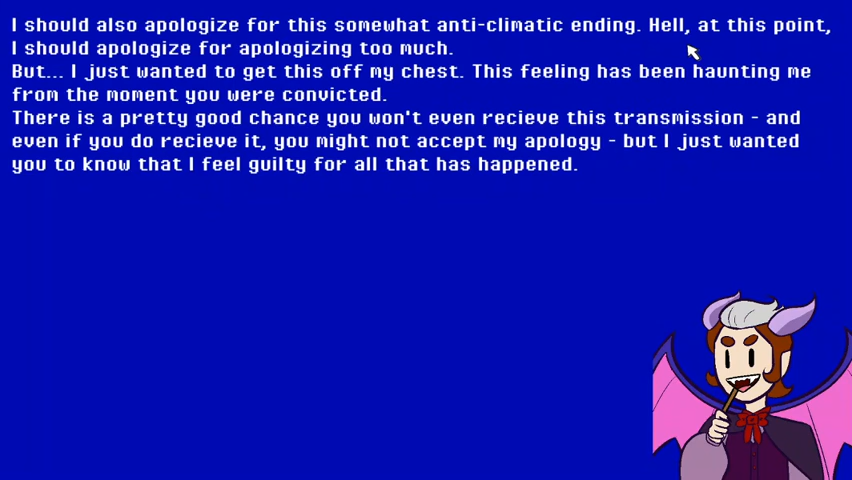 I should also apologize for this somewhat anti-climatic ending. Hell, at this point,
I should apologize for apologizing too much.
But... I just wanted to get this off my chest. This feeling has been haunting me
from the moment you were convicted.
There is a pretty good chance you won't even recieve this transmission - and
even if you do recieve it, you might not accept my apology - but I just wanted
you to know that I feel guilty for all that has happened.